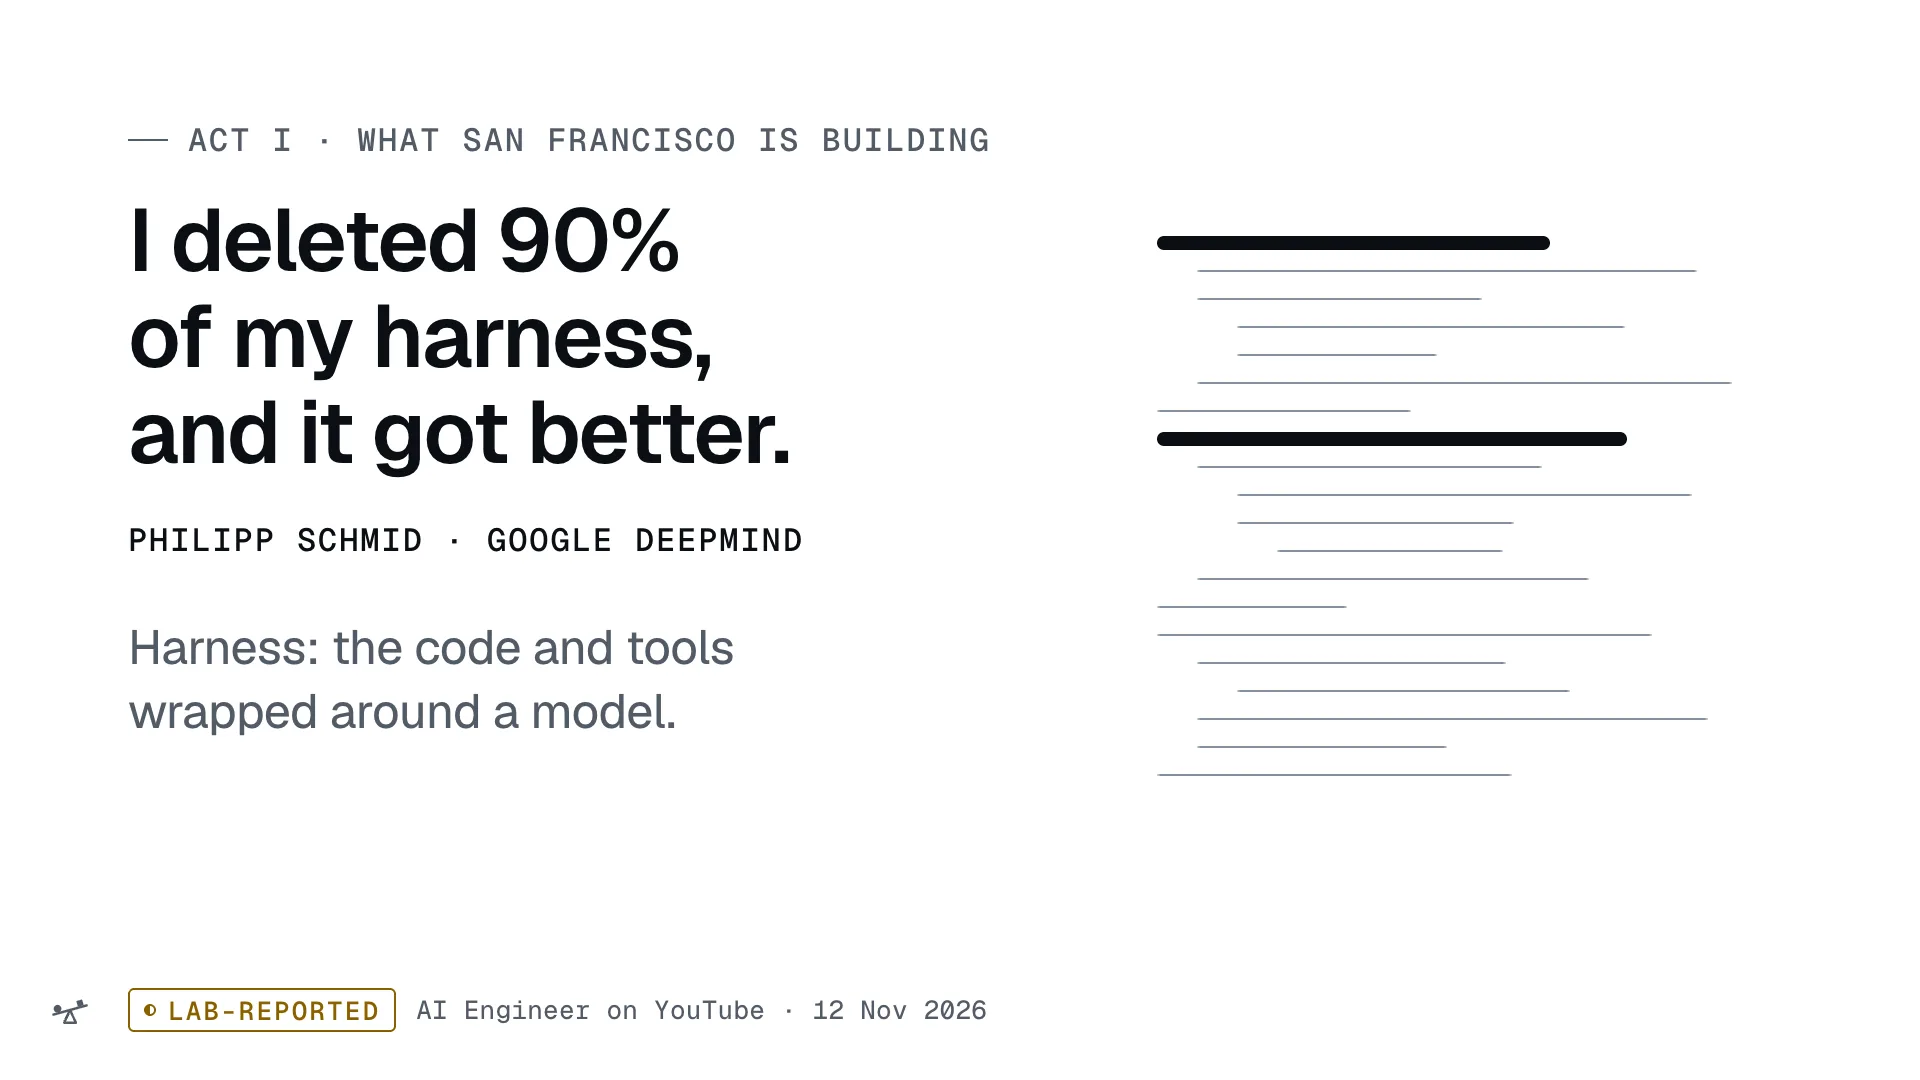 ACT I · WHAT SAN FRANCISCO IS BUILDING
I deleted 90%
of my harness,
and it got better.
PHILIPP SCHMID · GOOGLE DEEPMIND
Harness: the code and tools
wrapped around a model.
LAB-REPORTED AI Engineer on YouTube · 12 Nov 2026